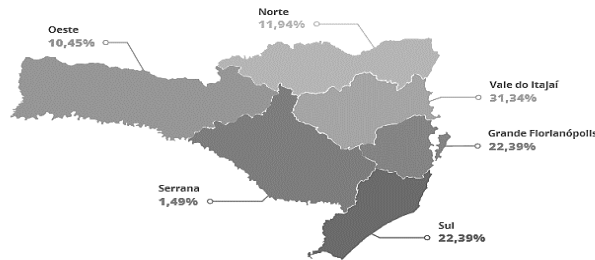 Norte
11,94%
Oeste
10,45%
Vale do Itajaí
31,34%
Grande Florianópolis
22,39%
Serrana
1,49%
Sul
22,39%